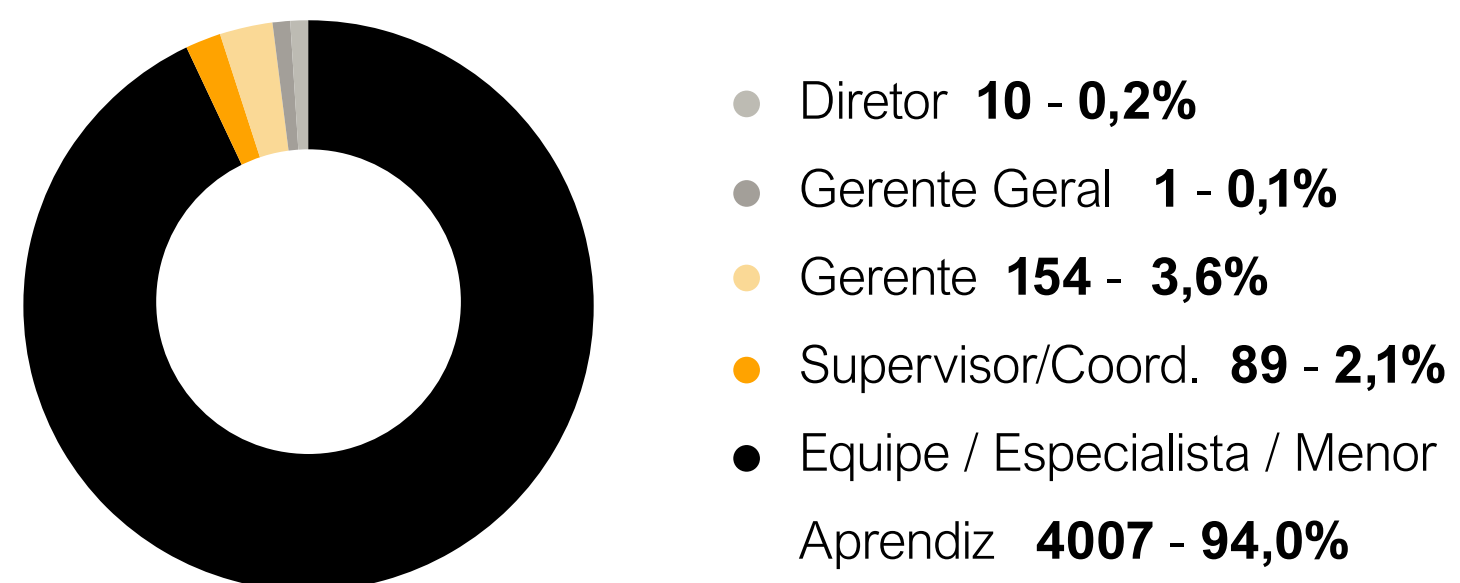 Diretor 10 - 0,2%
Gerente Geral 1 - 0,1%
Gerente 154 - 3,6%
Supervisor/Coord. 89 - 2,1%
Equipe / Especialista / Menor
Aprendiz 4007 - 94,0%